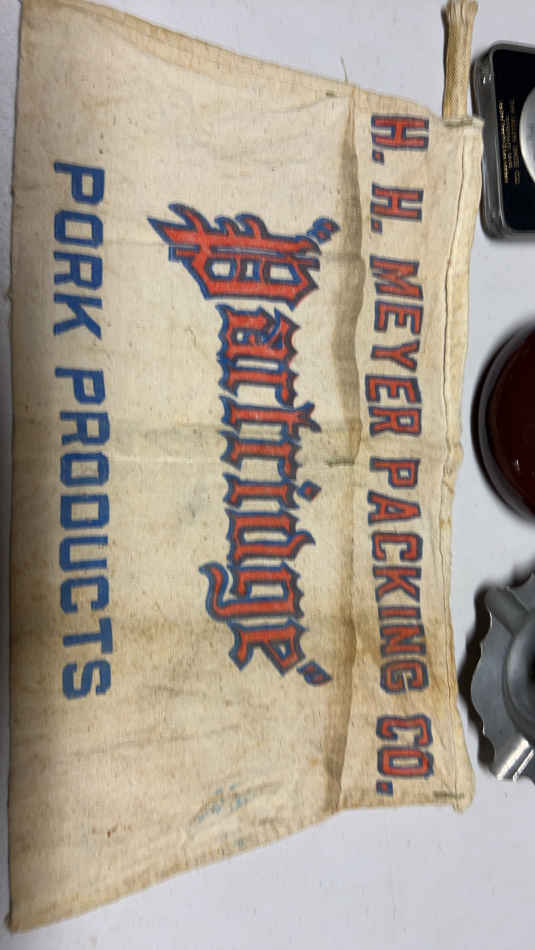 H. H. MEYER PACKING CO.
"Partridge"
PORK PRODUCTS